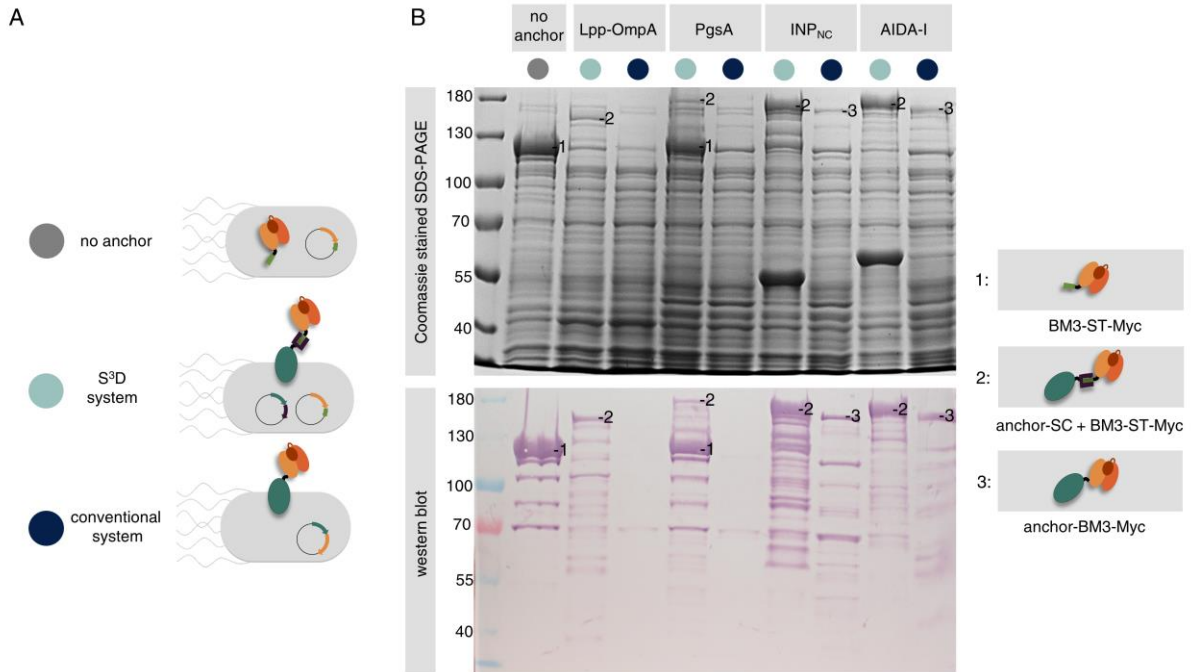 A
no anchor
S³D
system
conventional
system
B
no
anchor
Lpp-OmpA
PgsA
INP_NC
AIDA-I
Coomassie stained SDS-PAGE
180
130
100
70
55
40
-1
-2
-2
-1
-2
-3
-2
-3
western blot
180
130
100
70
55
40
-1
-2
-2
-1
-2
-3
-2
-3
1:
BM3-ST-Myc
2:
anchor-SC + BM3-ST-Myc
3:
anchor-BM3-Myc